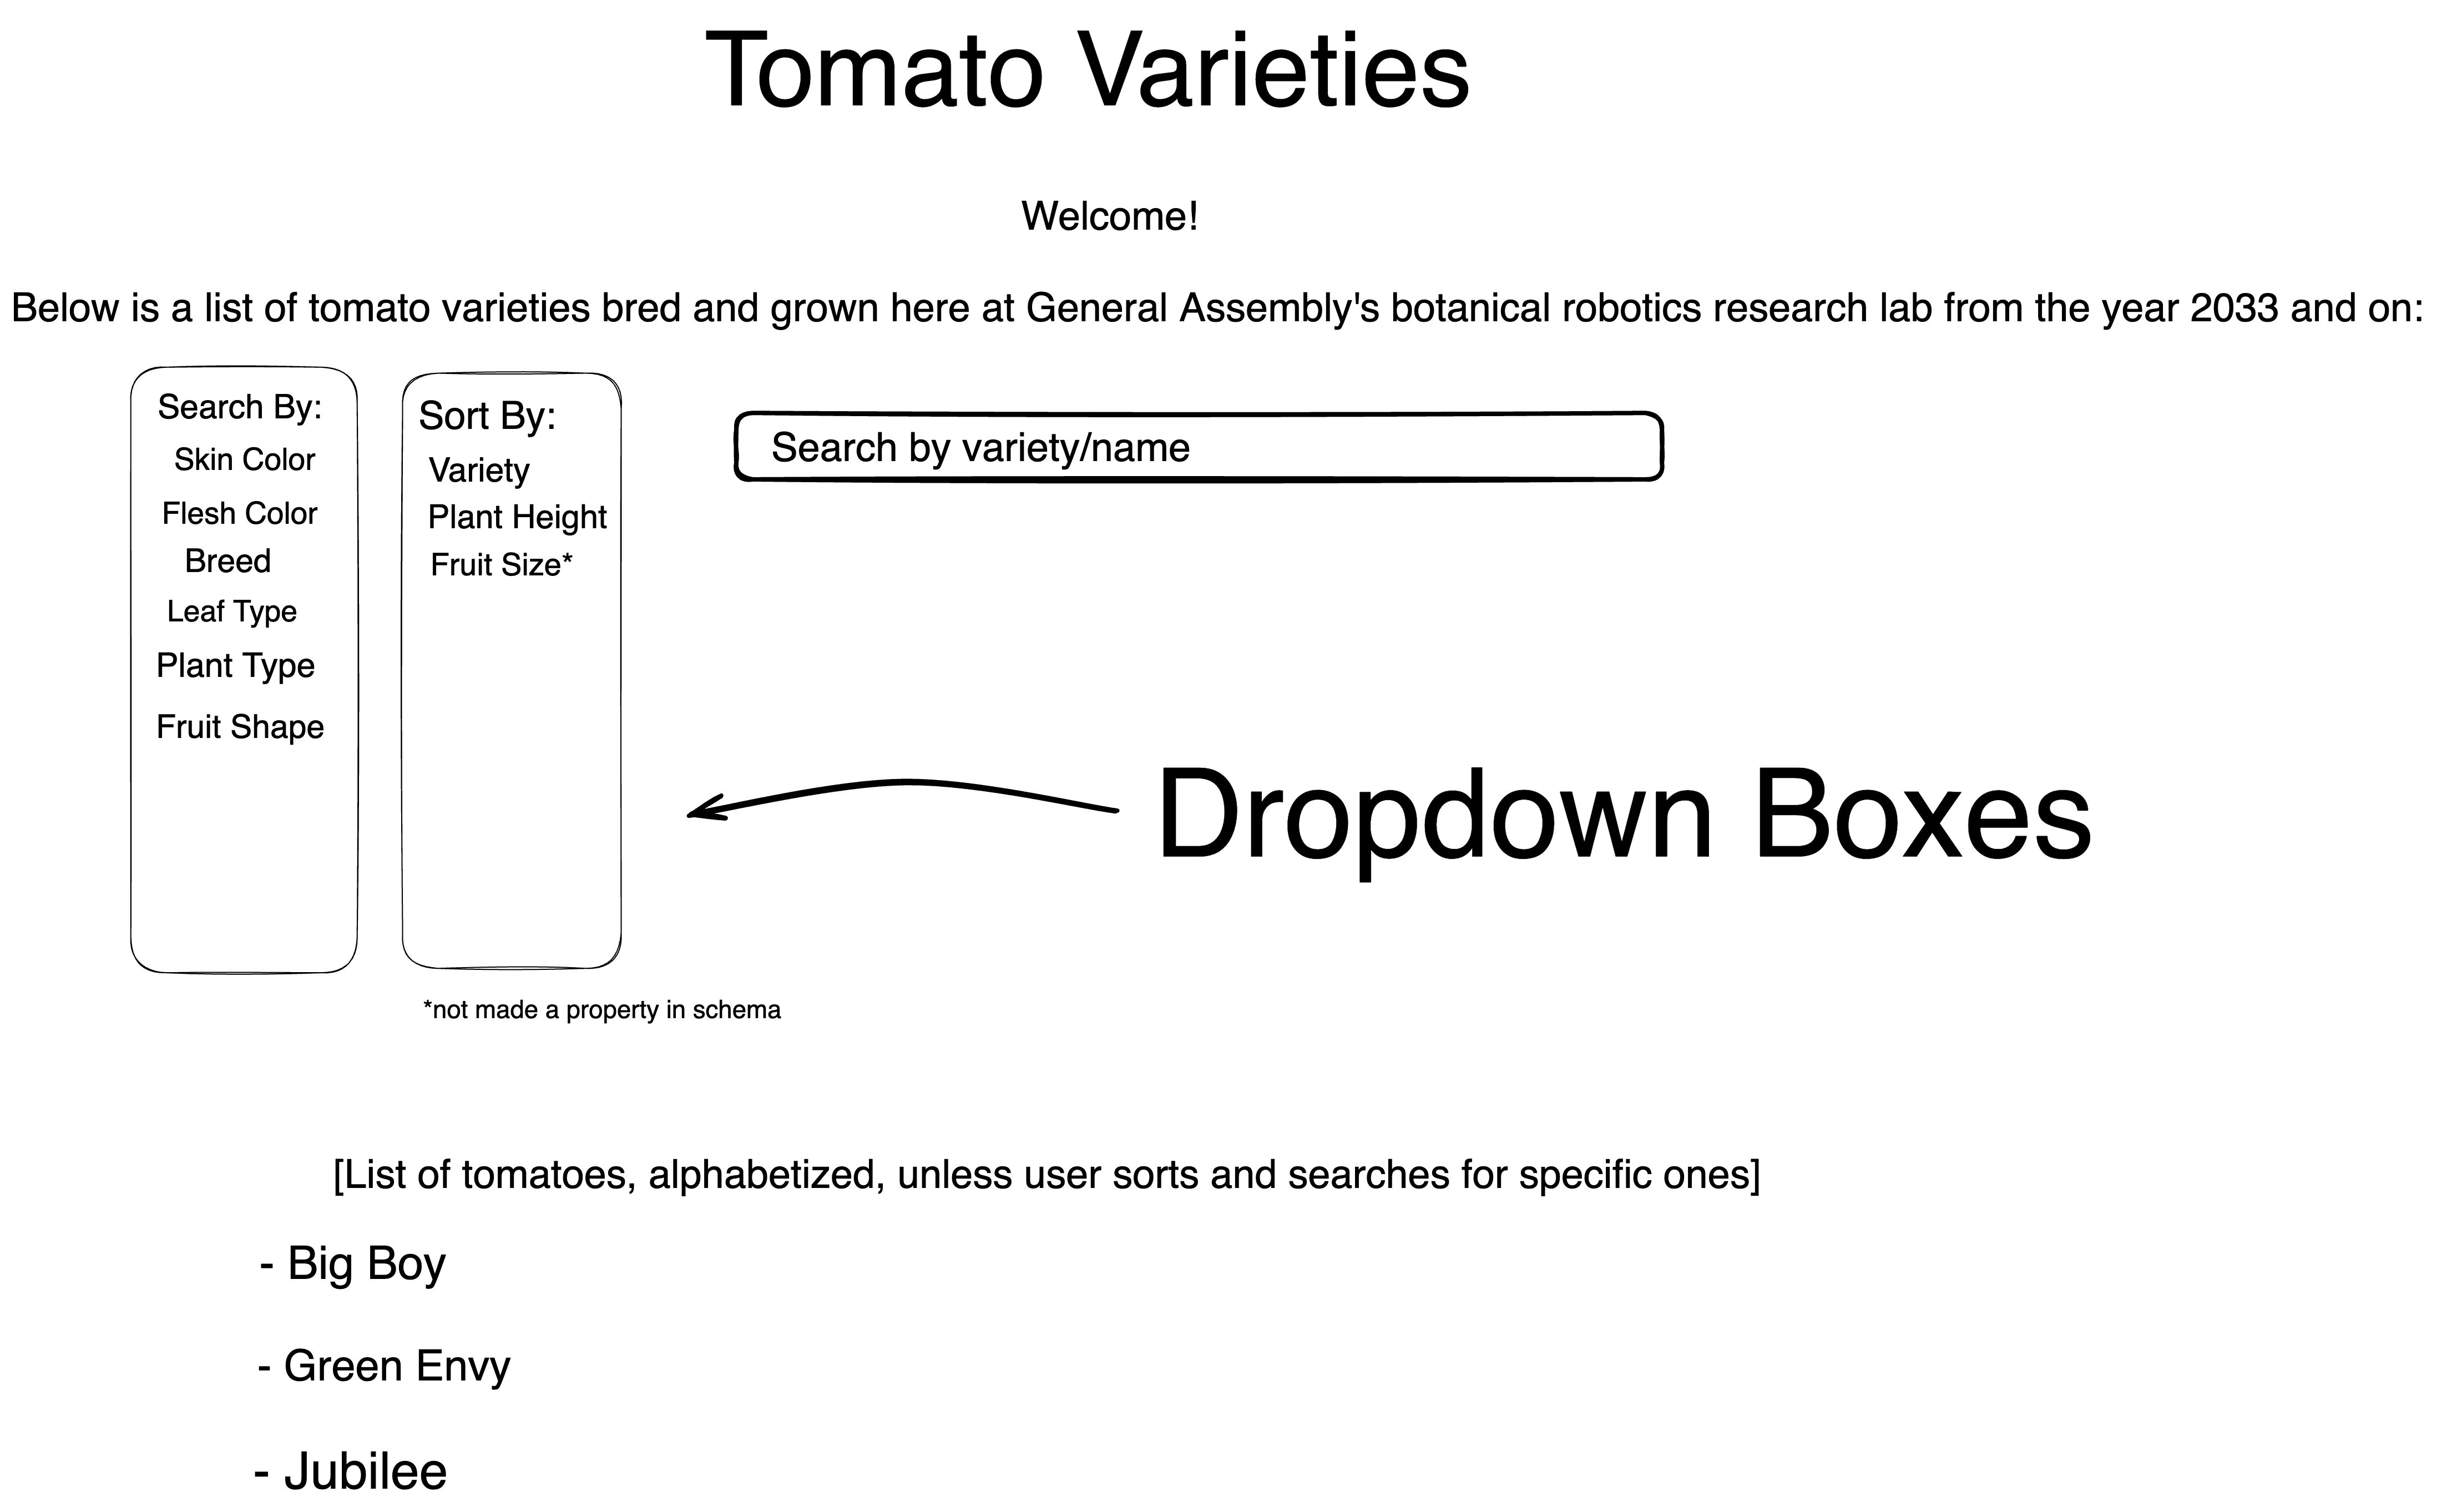 Tomato Varieties
Welcome!
Below is a list of tomato varieties bred and grown here at General Assembly's botanical robotics research lab from the year 2033 and on:
Search By:
Skin Color
Flesh Color
Breed
Leaf Type
Plant Type
Fruit Shape
Sort By:
Variety
Plant Height
Fruit Size*
Search by variety/name
Dropdown Boxes
*not made a property in schema
[List of tomatoes, alphabetized, unless user sorts and searches for specific ones]
- Big Boy
- Green Envy
- Jubilee